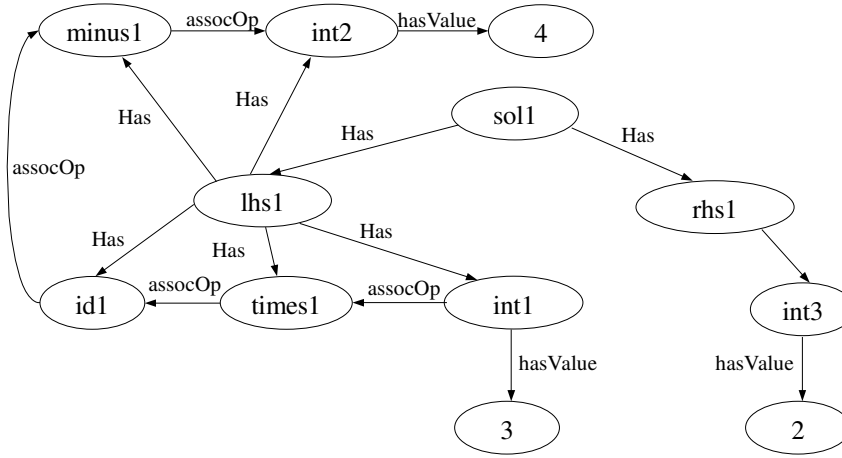 minus1
assocOp
int2
hasValue
4
Has
Has
sol1
Has
Has
assocOp
lhs1
rhs1
Has
Has
Has
id1
assocOp
times1
assocOp
int1
int3
hasValue
hasValue
3
2